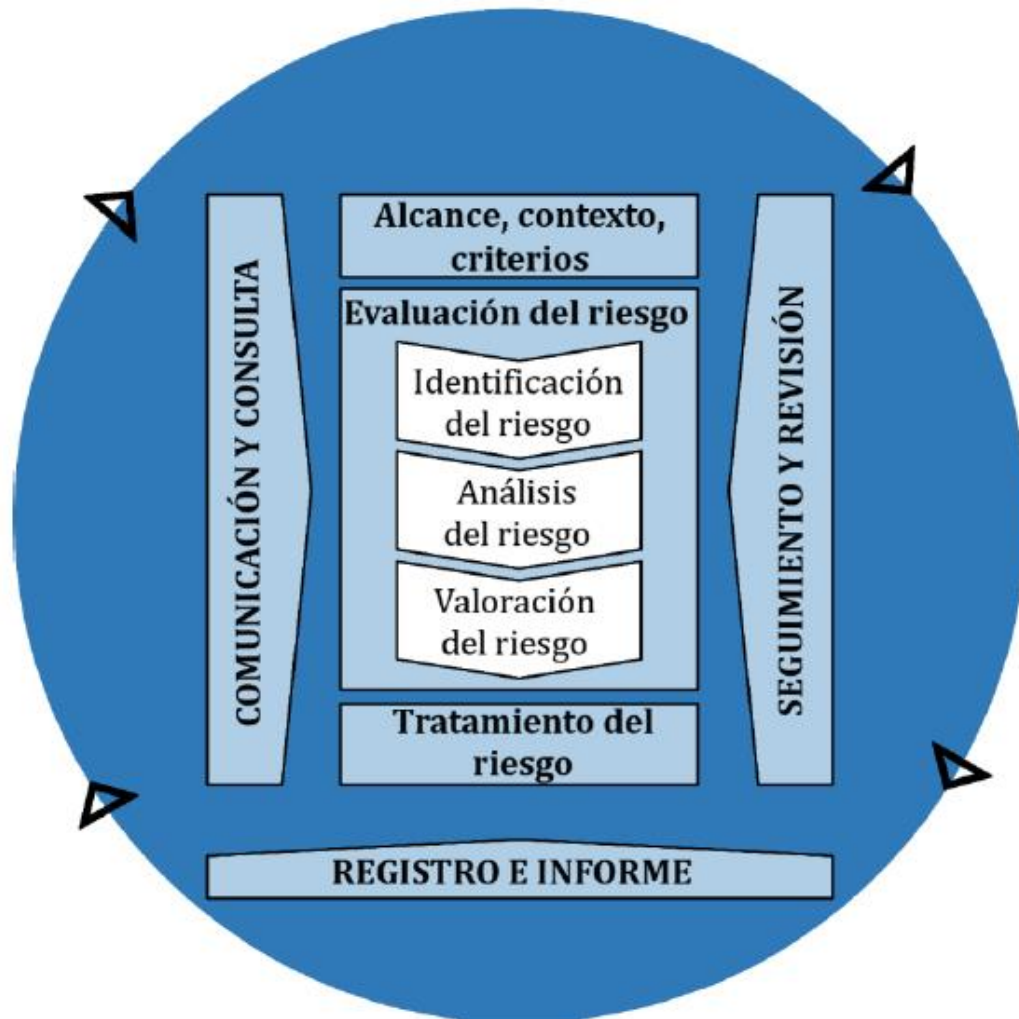 Alcance, contexto,
criterios
Evaluación del riesgo
Identificación
del riesgo
Análisis
del riesgo
Valoración
del riesgo
Tratamiento del
riesgo
COMUNICACIÓN Y CONSULTA
SEGUIMIENTO Y REVISIÓN
REGISTRO E INFORME